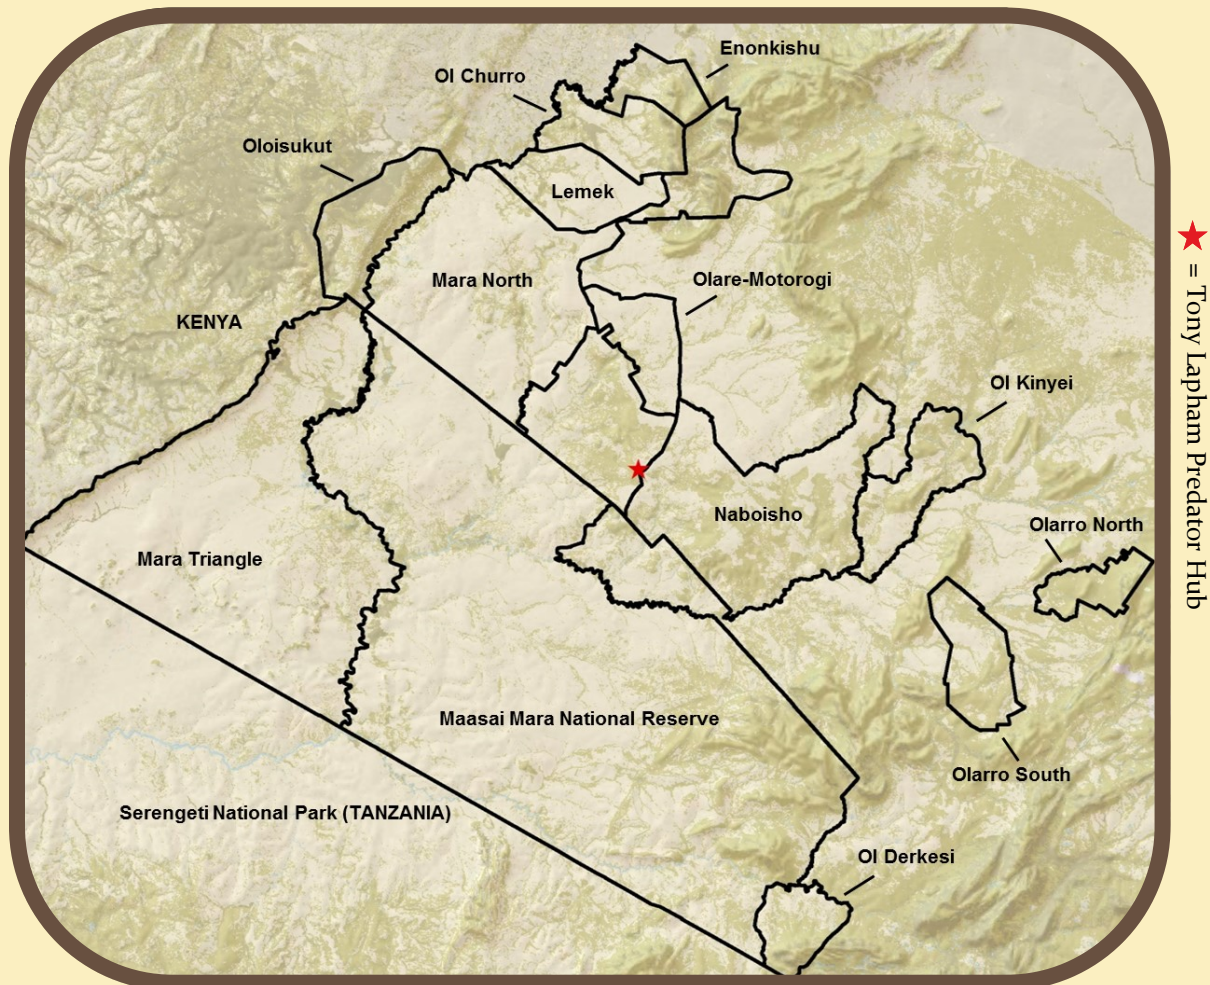 Enonkishu
Ol Churro
Oloisukut
Lemek
Mara North
Olare-Motorogi
KENYA
Ol Kinyei
Naboisho
Olarro North
Mara Triangle
Maasai Mara National Reserve
Olarro South
Serengeti National Park (TANZANIA)
Ol Derkesi
= Tony Lapham Predator Hub